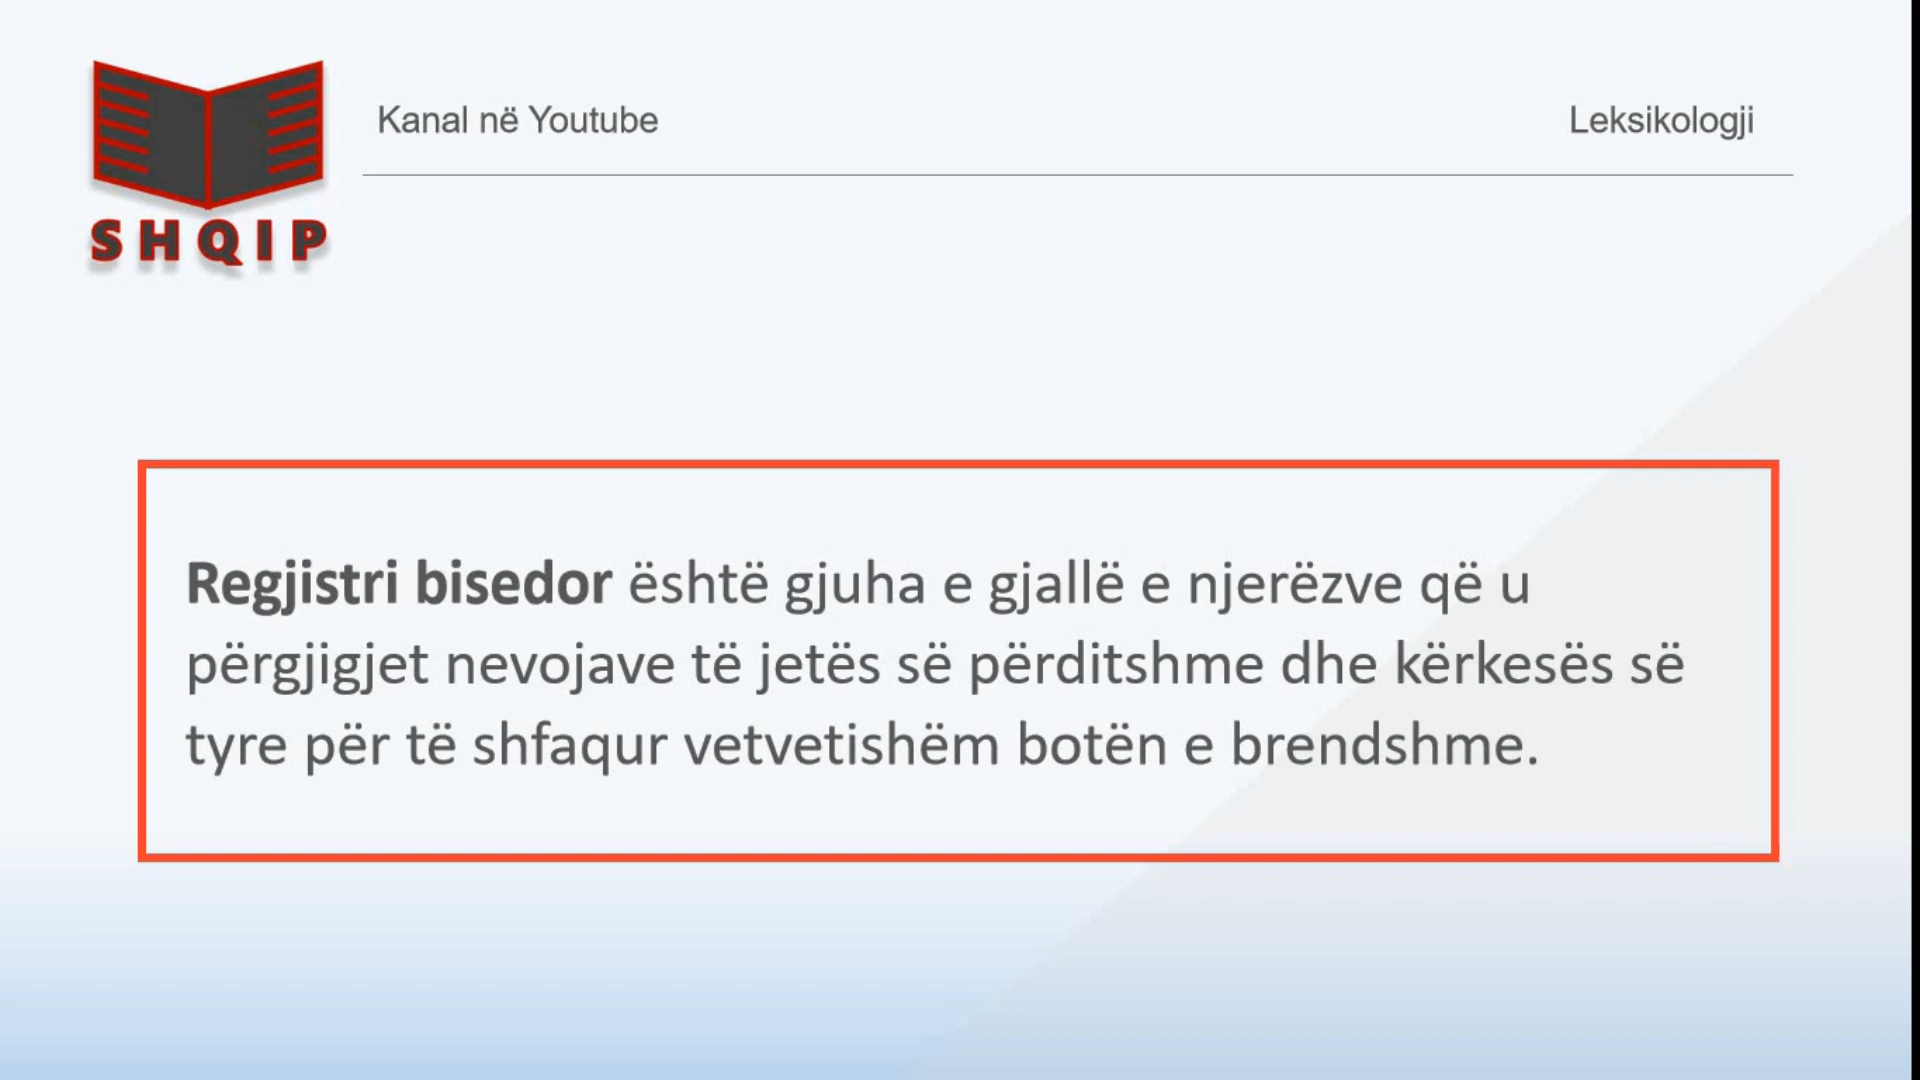 Kanal në Youtube
Leksikologji
SHQIP
Regjistri bisedor është gjuha e gjallë e njerëzve që u
përgjigjet nevojave të jetës së përditshme dhe kërkesës së
tyre për të shfaqur vetvetishëm botën e brendshme.